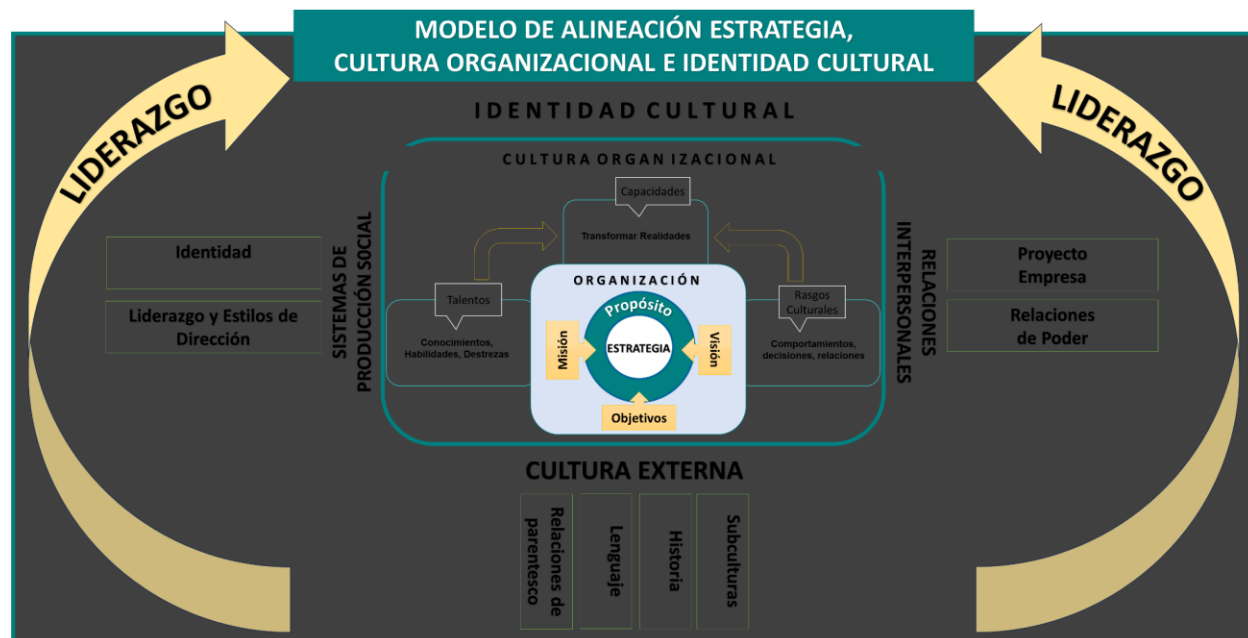 MODELO DE ALINEACIÓN ESTRATEGIA,
CULTURA ORGANIZACIONAL E IDENTIDAD CULTURAL
LIDERAZGO
LIDERAZGO
IDENTIDAD CULTURAL
CULTURA ORGANIZACIONAL
Capacidades
Transformar Realidades
Identidad
Liderazgo y Estilos de
Dirección
SISTEMAS DE
PRODUCCIÓN SOCIAL
Talentos
Conocimientos,
Habilidades, Destrezas
ORGANIZACIÓN
Propósito
Misión
ESTRATEGIA
Visión
Objetivos
Rasgos
Culturales
Comportamientos,
decisiones, relaciones
RELACIONES
INTERPERSONALES
Proyecto
Empresa
Relaciones
de Poder
CULTURA EXTERNA
Relaciones de
parentesco
Lenguaje
Historia
Subculturas